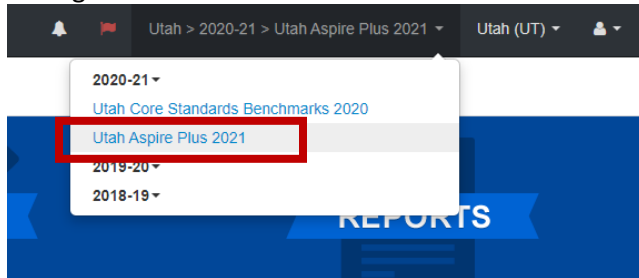 Utah > 2020-21 > Utah Aspire Plus 2021 Utah (UT)
2020-21
Utah Core Standards Benchmarks 2020
Utah Aspire Plus 2021
2019-20
2018-19
REPORTS